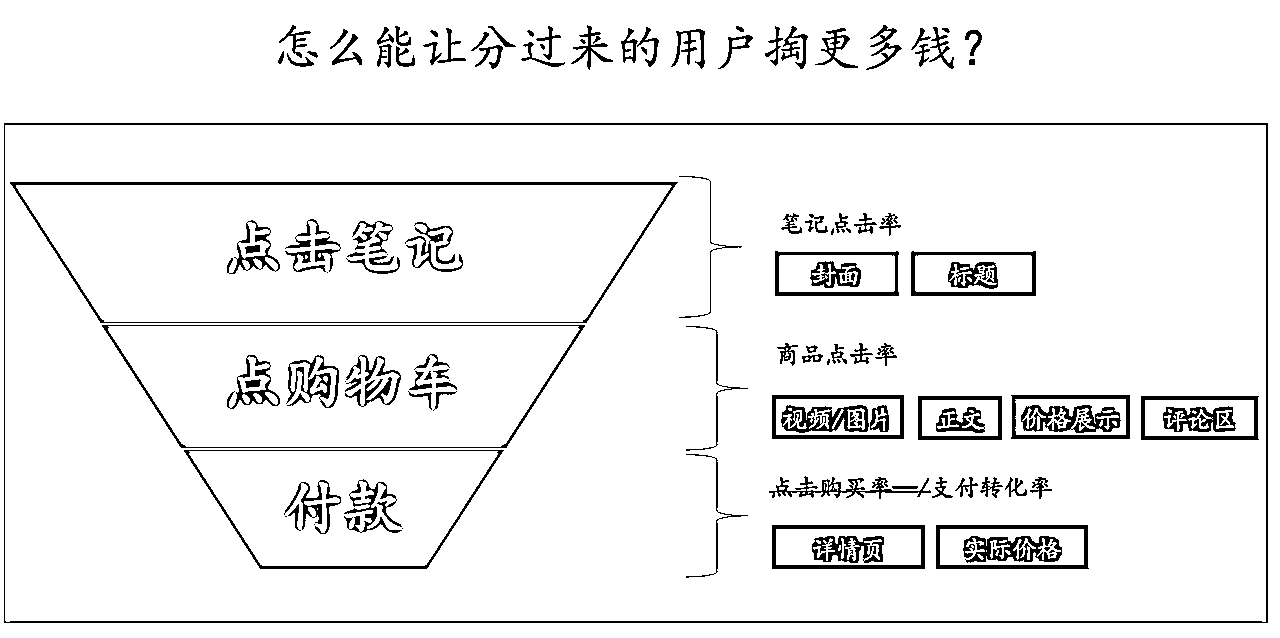 怎么能让分过来的用户掏更多钱？
点击笔记
笔记点击率
封面 标题
点购物车
商品点击率
视频/图片 正文 价格展示 评论区
付款
点击购买率—/支付转化率
详情页 实际价格